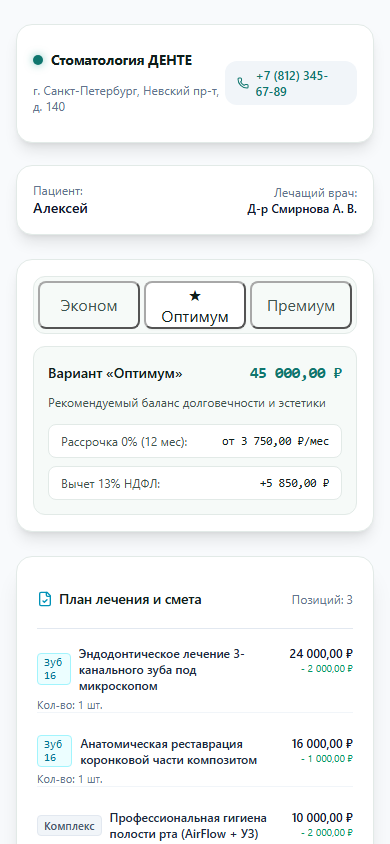 Стоматология ДЕНТЕ
г. Санкт-Петербург, Невский пр-т,
д. 140
+7 (812) 345-
67-89
Пациент:
Алексей
Лечащий врач:
Д-р Смирнова А. В.
Эконом
★
Оптимум
Премиум
Вариант «Оптимум»
45 000,00 ₽
Рекомендуемый баланс долговечности и эстетики
Рассрочка 0% (12 мес):
от 3 750,00 ₽/мес
Вычет 13% НДФЛ:
+5 850,00 ₽
План лечения и смета
Позиций: 3
Зуб
16
Эндодонтическое лечение 3-
канального зуба под
микроскопом
24 000,00 ₽
- 2 000,00 ₽
Кол-во: 1 шт.
Зуб
16
Анатомическая реставрация
коронковой части композитом
16 000,00 ₽
- 1 000,00 ₽
Кол-во: 1 шт.
Комплекс
Профессиональная гигиена
полости рта (AirFlow + УЗ)
10 000,00 ₽
- 2 000,00 ₽